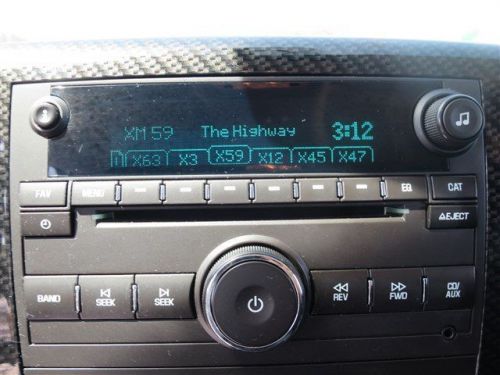 XM 59 The Highway 3:12
1 X63 X3 X59 X12 X45 X47
FAV MENU EQ CAT
EJECT
BAND SEEK SEEK REV FWD CD/
AUX